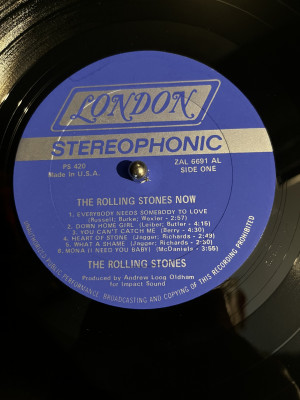 LONDON
STEREOPHONIC
PS 420
Made in U.S.A.
ZAL 6691 AL
SIDE ONE
THE ROLLING STONES NOW
1. EVERYBODY NEEDS SOMEBODY TO LOVE
(Russell; Burke; Wexler - 2:57)
2. DOWN HOME GIRL (Leiber; Butler - 4:15)
3. YOU CAN'T CATCH ME (Berry - 4:30)
4. HEART OF STONE (Jagger; Richards - 2:49)
5. WHAT A SHAME (Jagger; Richards - 3:50)
6. MONA (I NEED YOU BABY) (McDaniels - 3:55)
THE ROLLING STONES
Produced by Andrew Loog Oldham
for Impact Sound
UNAUTHORIZED PUBLIC PERFORMANCE, BROADCASTING AND COPYING OF THIS RECORDING PROHIBITED